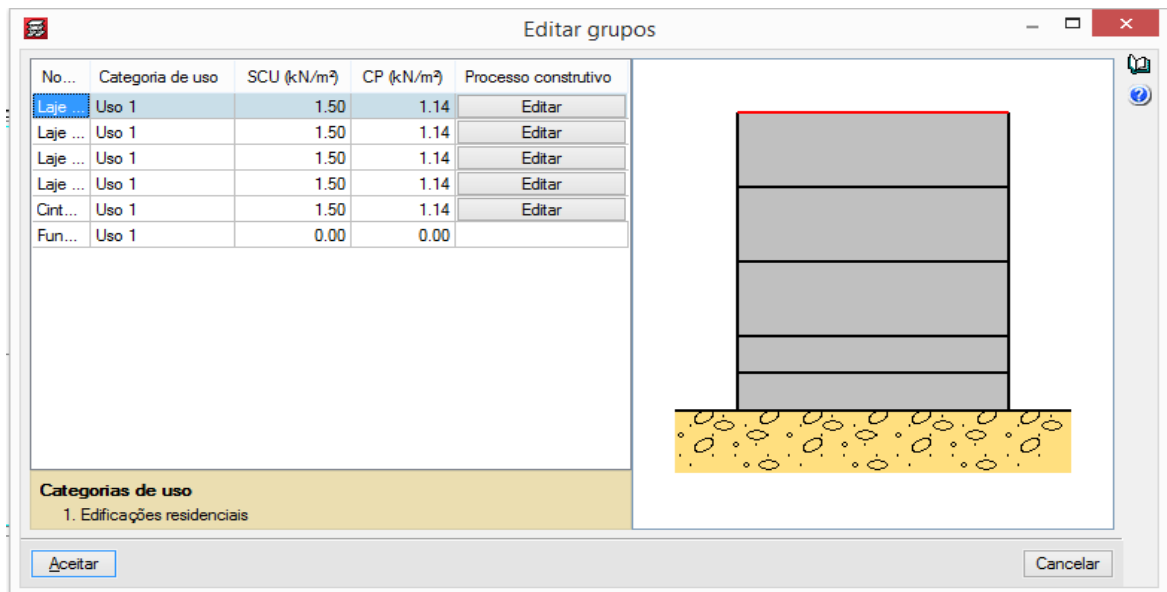 Editar grupos
No... Categoria de uso SCU (kN/m²) CP (kN/m²) Processo construtivo
Laje ... Uso 1 1.50 1.14 Editar
Laje ... Uso 1 1.50 1.14 Editar
Laje ... Uso 1 1.50 1.14 Editar
Laje ... Uso 1 1.50 1.14 Editar
Cint... Uso 1 1.50 1.14 Editar
Fun... Uso 1 0.00 0.00
Categorias de uso
1. Edificações residenciais
Aceitar Cancelar